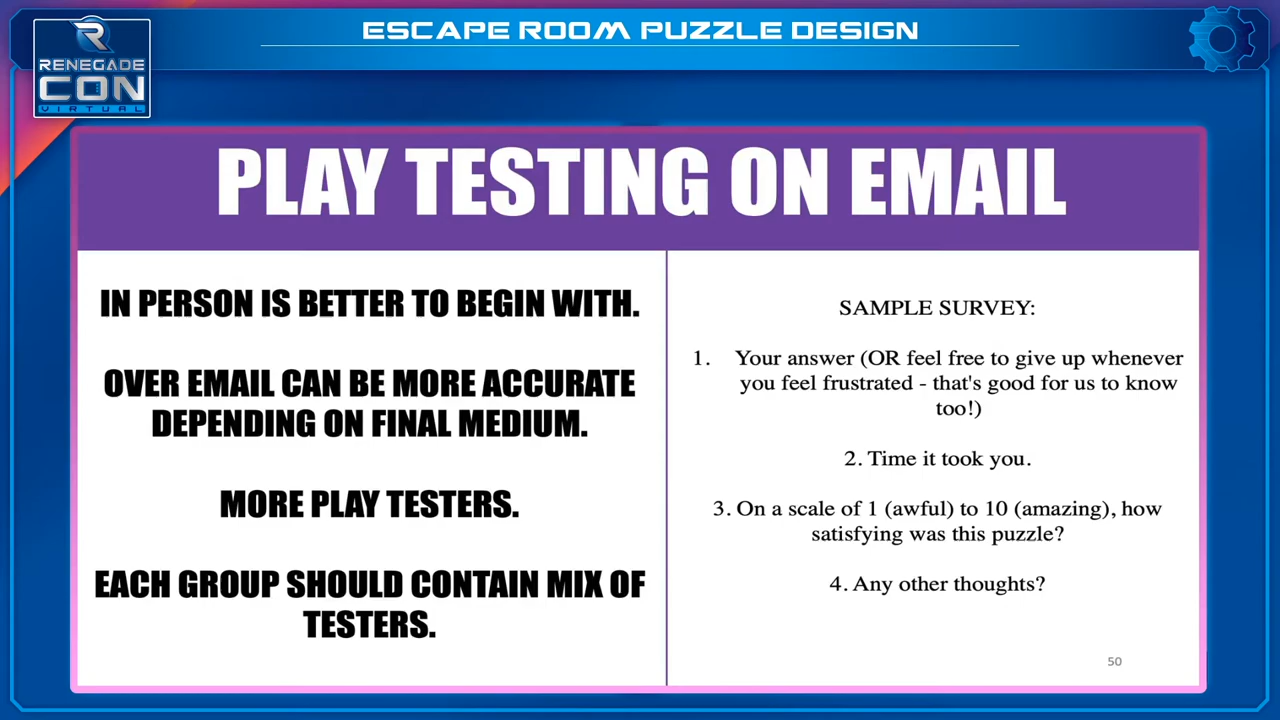 ESCAPE ROOM PUZZLE DESIGN
RENEGADE
CON
VIRTUAL
PLAY TESTING ON EMAIL
IN PERSON IS BETTER TO BEGIN WITH.
OVER EMAIL CAN BE MORE ACCURATE
DEPENDING ON FINAL MEDIUM.
MORE PLAY TESTERS.
EACH GROUP SHOULD CONTAIN MIX OF
TESTERS.
SAMPLE SURVEY:
1. Your answer (OR feel free to give up whenever
you feel frustrated - that's good for us to know
too!)
2. Time it took you.
3. On a scale of 1 (awful) to 10 (amazing), how
satisfying was this puzzle?
4. Any other thoughts?
50